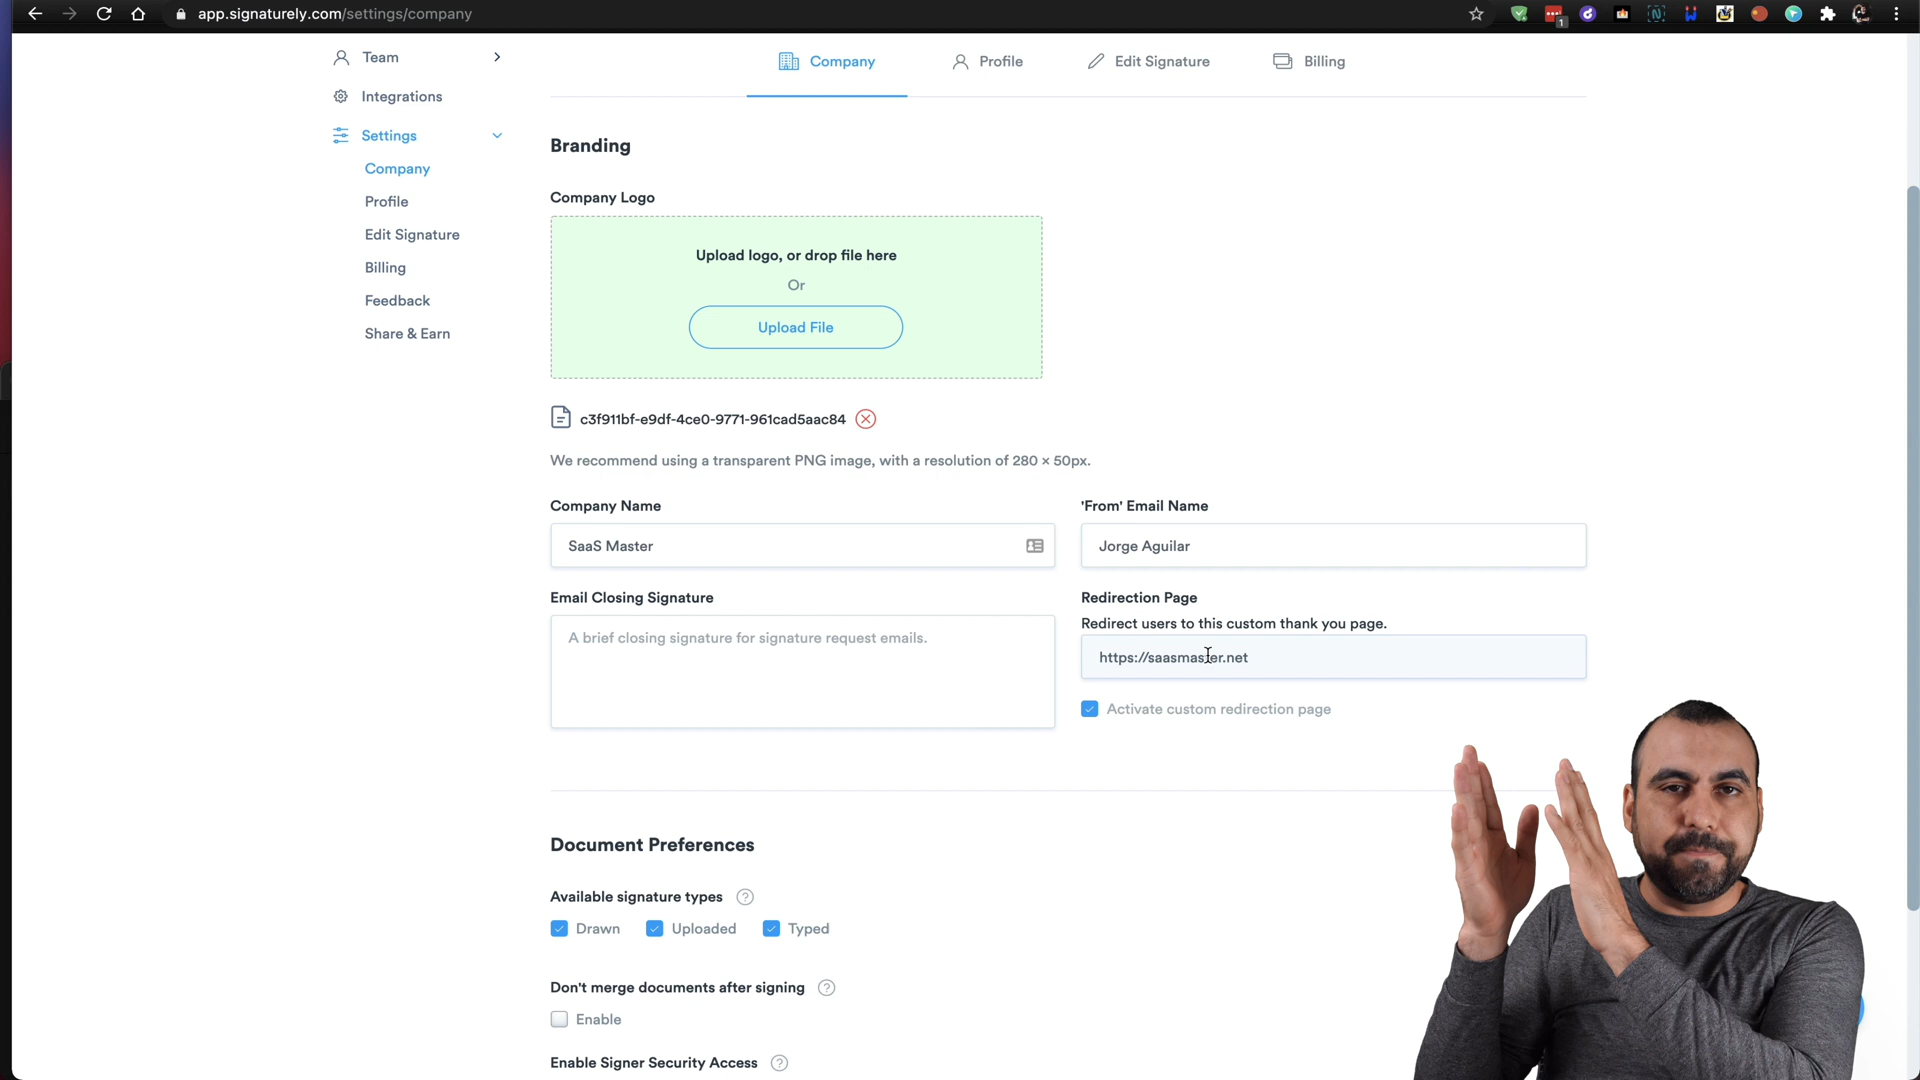 app.signaturely.com/settings/company
1
Team
Integrations
Settings
Company
Profile
Edit Signature
Billing
Feedback
Share & Earn
Company
Profile
Edit Signature
Billing
Branding
Company Logo
Upload logo, or drop file here
Or
Upload File
c3f911bf-e9df-4ce0-9771-961cad5aac84
We recommend using a transparent PNG image, with a resolution of 280 × 50px.
Company Name
SaaS Master
'From' Email Name
Jorge Aguilar
Email Closing Signature
A brief closing signature for signature request emails.
Redirection Page
Redirect users to this custom thank you page.
https://saasmaster.net
Activate custom redirection page
Document Preferences
Available signature types ?
Drawn
Uploaded
Typed
Don't merge documents after signing ?
Enable
Enable Signer Security Access ?